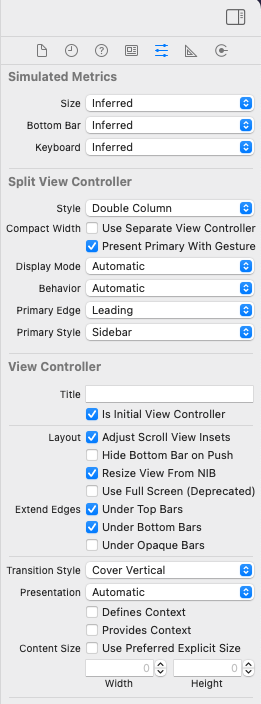 Simulated Metrics
Size Inferred
Bottom Bar Inferred
Keyboard Inferred
Split View Controller
Style Double Column
Compact Width Use Separate View Controller
Present Primary With Gesture
Display Mode Automatic
Behavior Automatic
Primary Edge Leading
Primary Style Sidebar
View Controller
Title
Is Initial View Controller
Layout Adjust Scroll View Insets
Hide Bottom Bar on Push
Resize View From NIB
Use Full Screen (Deprecated)
Extend Edges Under Top Bars
Under Bottom Bars
Under Opaque Bars
Transition Style Cover Vertical
Presentation Automatic
Defines Context
Provides Context
Content Size Use Preferred Explicit Size
0 0
Width Height